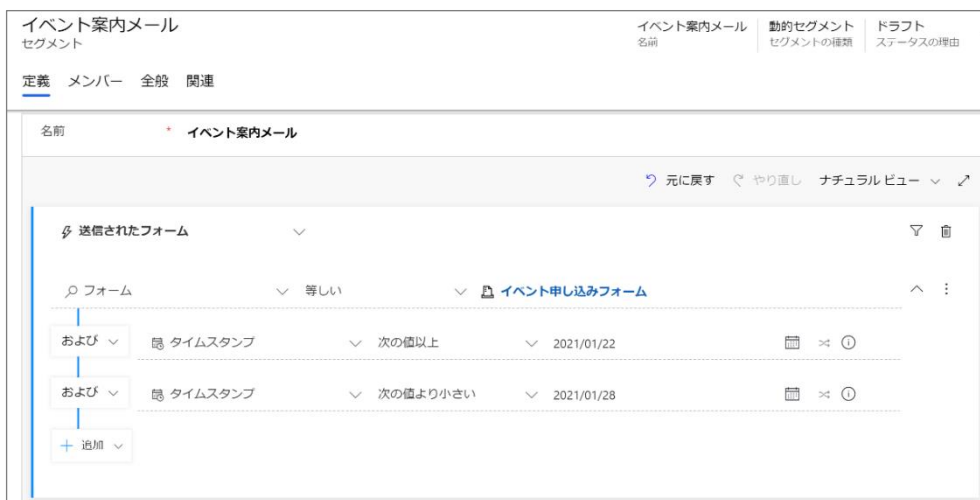 イベント案内メール
セグメント
イベント案内メール 動的セグメント ドラフト
名前 セグメントの種類 ステータスの理由
定義 メンバー 全般 関連
名前 * イベント案内メール
元に戻す やり直し ナチュラル ビュー
送信されたフォーム
フォーム 等しい イベント申し込みフォーム
および タイムスタンプ 次の値以上 2021/01/22
および タイムスタンプ 次の値より小さい 2021/01/28
+ 追加